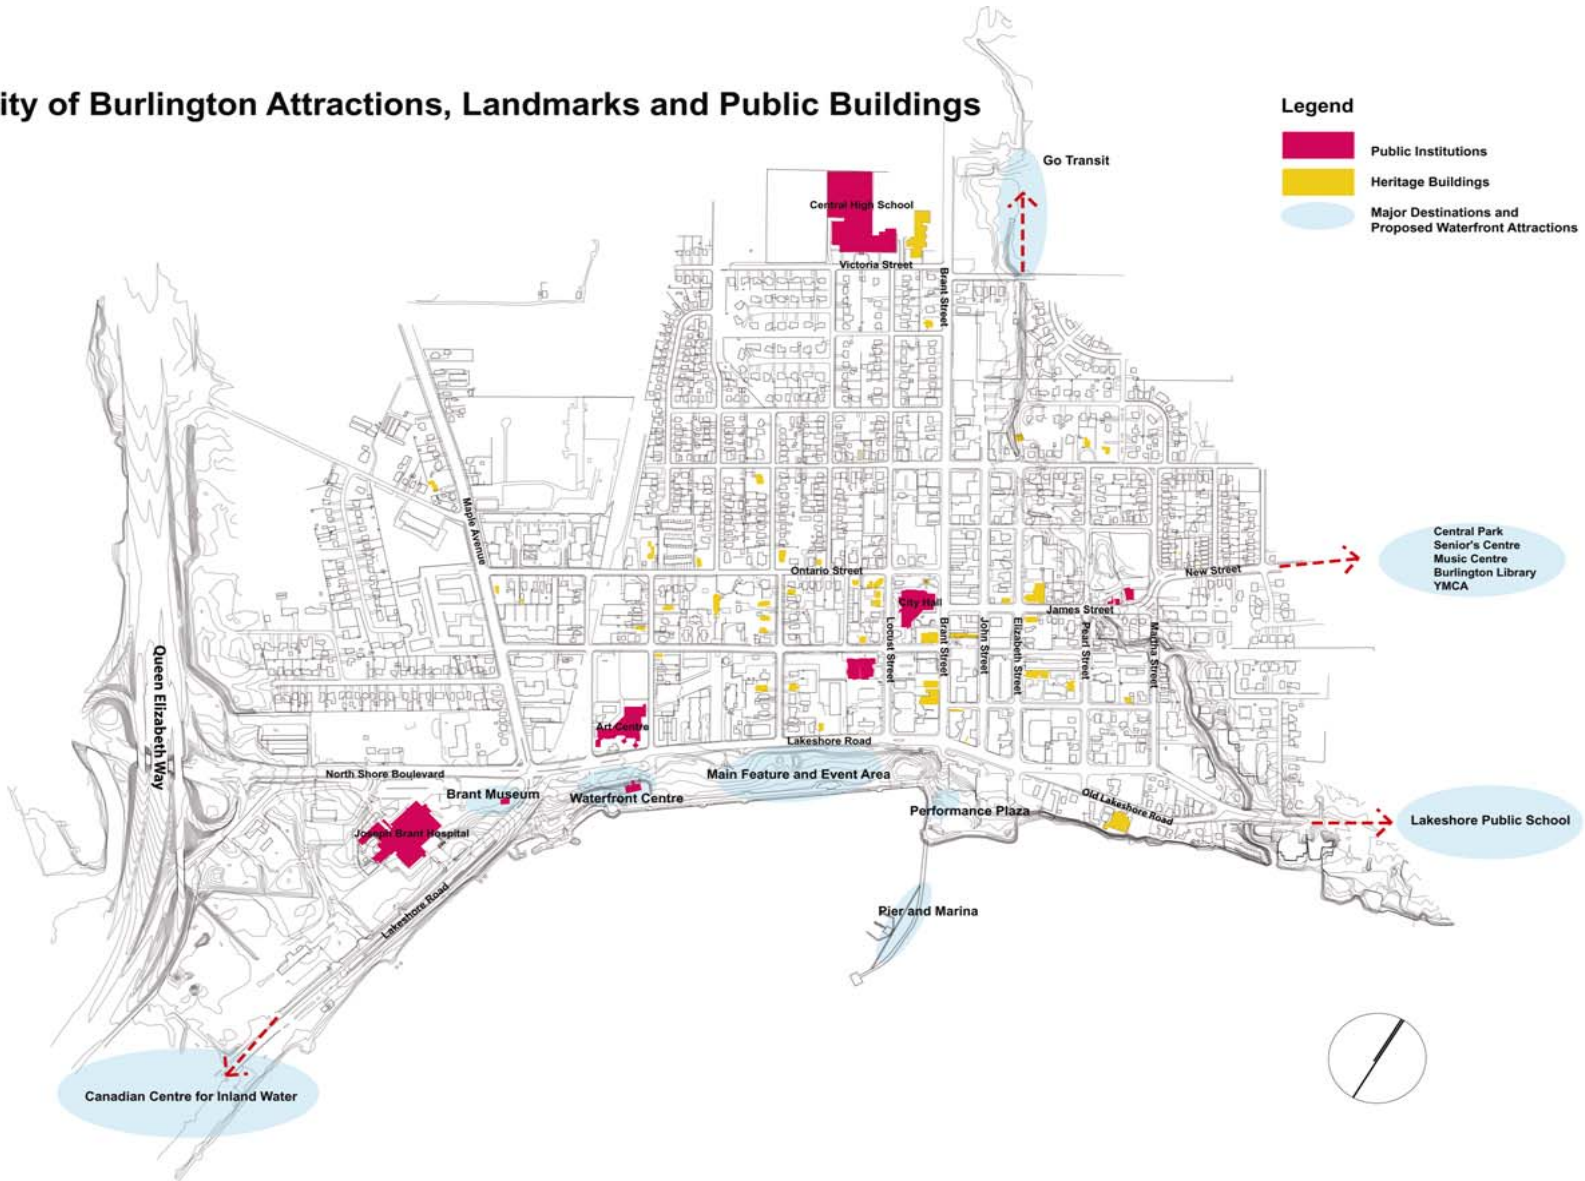 ity of Burlington Attractions, Landmarks and Public Buildings
Legend
Public Institutions
Heritage Buildings
Major Destinations and
Proposed Waterfront Attractions
Go Transit
Central High School
Victoria Street
Brant Street
Maple Avenue
Ontario Street
New Street
Central Park
Senior's Centre
Music Centre
Burlington Library
YMCA
City Hall
James Street
Locust Street
Brant Street
John Street
Elizabeth Street
Pearl Street
Martha Street
Queen Elizabeth Way
Art Centre
Lakeshore Road
North Shore Boulevard
Main Feature and Event Area
Brant Museum
Waterfront Centre
Performance Plaza
Old Lakeshore Road
Lakeshore Public School
Joseph Brant Hospital
Lakeshore Road
Pier and Marina
Canadian Centre for Inland Water